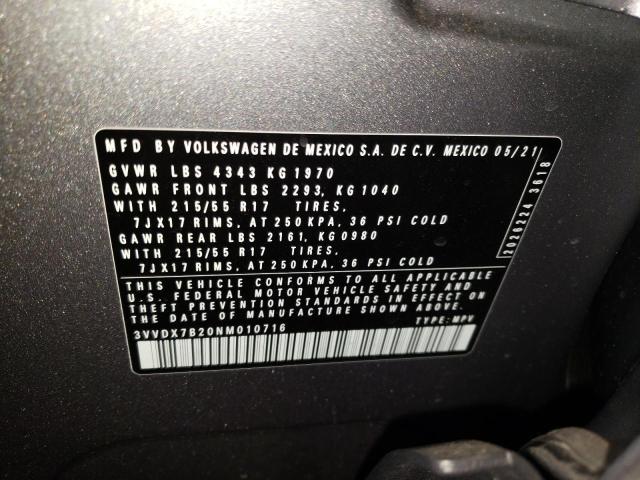 MFD BY VOLKSWAGEN DE MEXICO S.A. DE C.V. MEXICO 05/21
GVWR LBS 4343 KG 1970
GAWR FRONT LBS 2293, KG 1040
WITH 215/55 R17 TIRES,
7JX17 RIMS, AT 250 KPA, 36 PSI COLD
GAWR REAR LBS 2161, KG 0980
WITH 215/55 R17 TIRES,
7JX17 RIMS, AT 250 KPA, 36 PSI COLD
THIS VEHICLE CONFORMS TO ALL APPLICABLE
U.S. FEDERAL MOTOR VEHICLE SAFETY AND
THEFT PREVENTION STANDARDS IN EFFECT ON
THE DATE OF MANUFACTURE SHOWN ABOVE.
3VVDX7B20NM010716 TYPE: MPV
2026224 3618